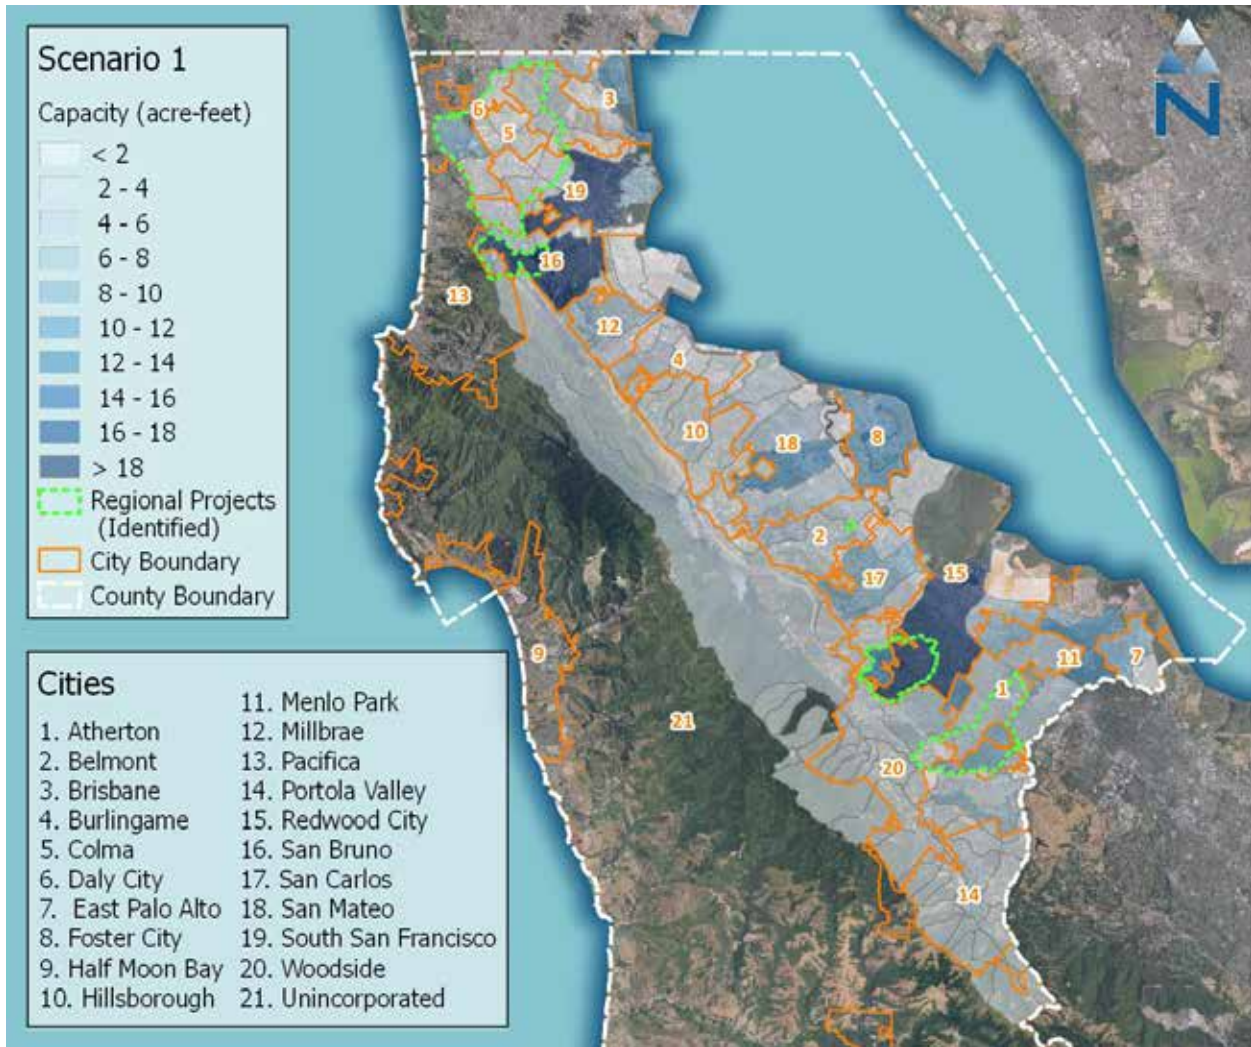 Scenario 1
Capacity (acre-feet)
< 2
2 - 4
4 - 6
6 - 8
8 - 10
10 - 12
12 - 14
14 - 16
16 - 18
> 18
Regional Projects
(Identified)
City Boundary
County Boundary
Cities
1. Atherton
2. Belmont
3. Brisbane
4. Burlingame
5. Colma
6. Daly City
7. East Palo Alto
8. Foster City
9. Half Moon Bay
10. Hillsborough
11. Menlo Park
12. Millbrae
13. Pacifica
14. Portola Valley
15. Redwood City
16. San Bruno
17. San Carlos
18. San Mateo
19. South San Francisco
20. Woodside
21. Unincorporated
N
3
6
5
19
16
13
12
4
10
18
8
2
17
15
9
11
7
1
21
20
14